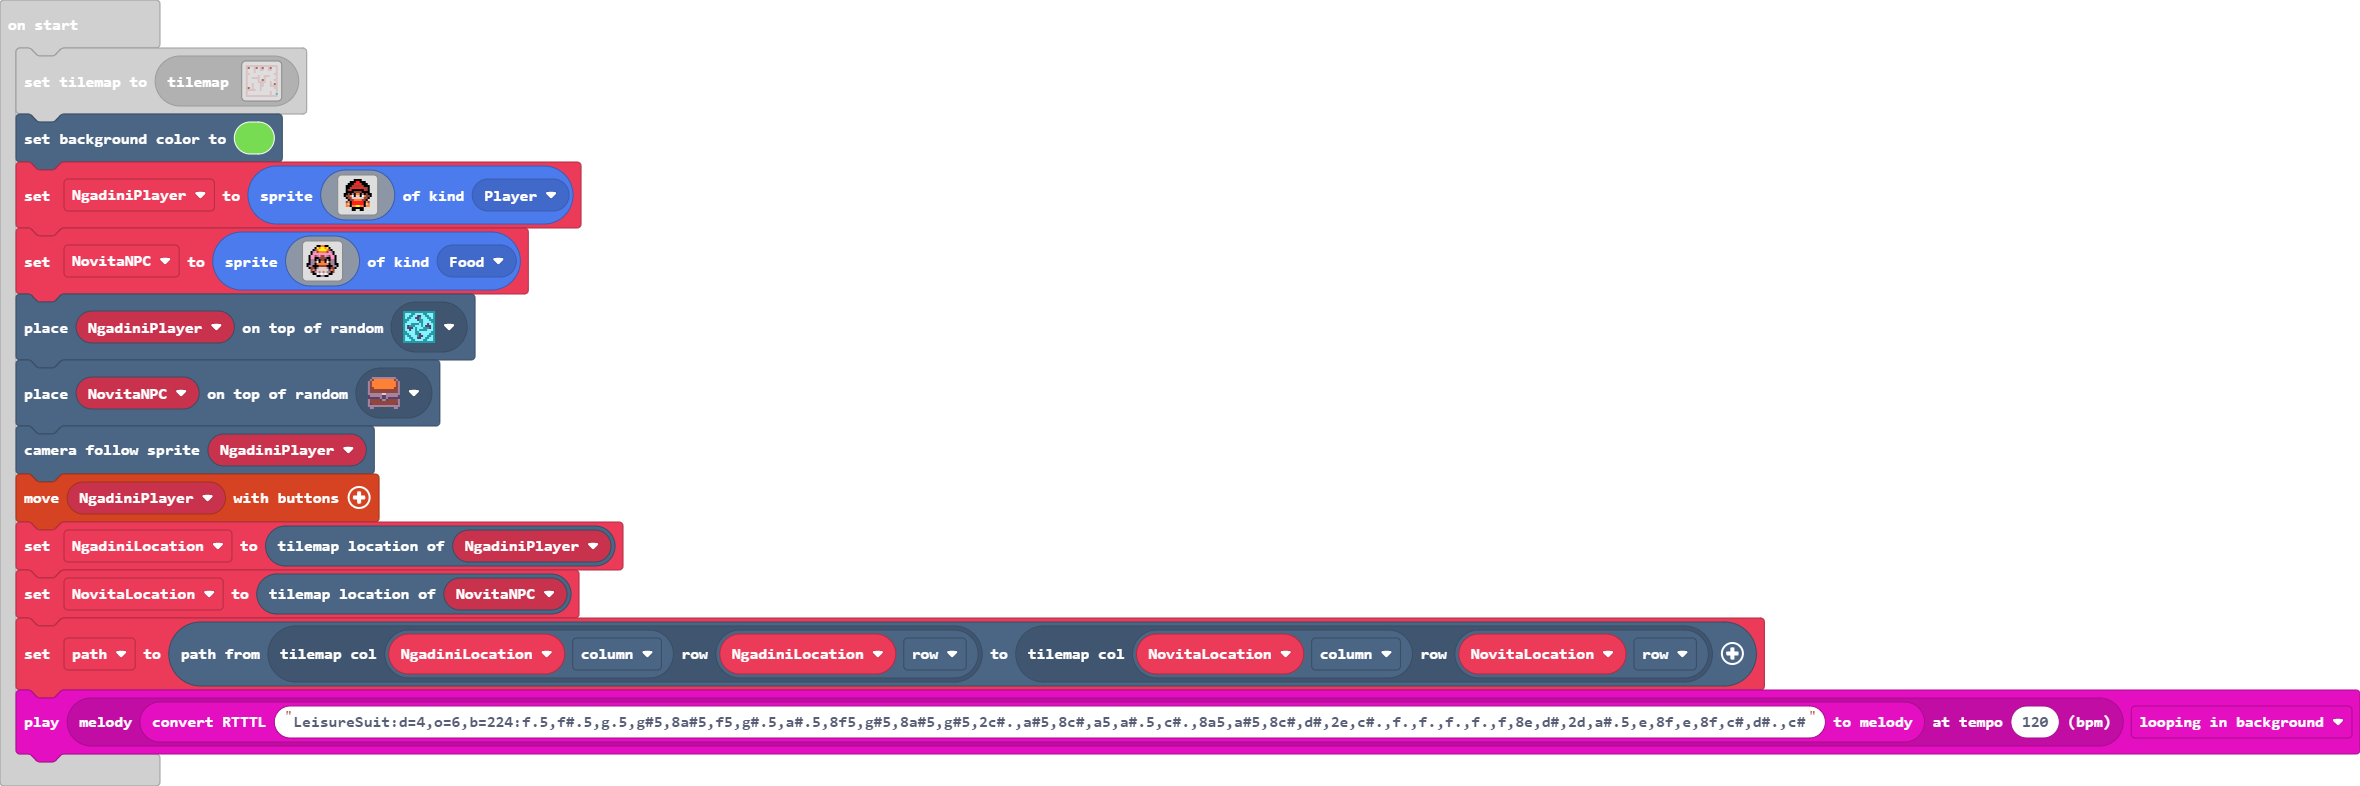 on start
set tilemap to tilemap
set background color to
set NgadiniPlayer to sprite of kind Player
set NovitaNPC to sprite of kind Food
place NgadiniPlayer on top of random
place NovitaNPC on top of random
camera follow sprite NgadiniPlayer
move NgadiniPlayer with buttons
set NgadiniLocation to tilemap location of NgadiniPlayer
set NovitaLocation to tilemap location of NovitaNPC
set path to path from tilemap col NgadiniLocation column row NgadiniLocation row to tilemap col NovitaLocation column row NovitaLocation row
play melody convert RTTTL "LeisureSuit:d=4,o=6,b=224:f.5,f#.5,g.5,g#5,8a#5,f5,g#.5,a#.5,8f5,g#5,8a#5,g#5,2c#.,a#5,8c#,a5,a#.5,c#.,8a5,a#5,8c#,d#,2e,c#.,f.,f.,f.,f.,f,8e,d#,2d,a#.5,e,8f,e,8f,c#,d#.,c#" to melody at tempo 120 (bpm) looping in background